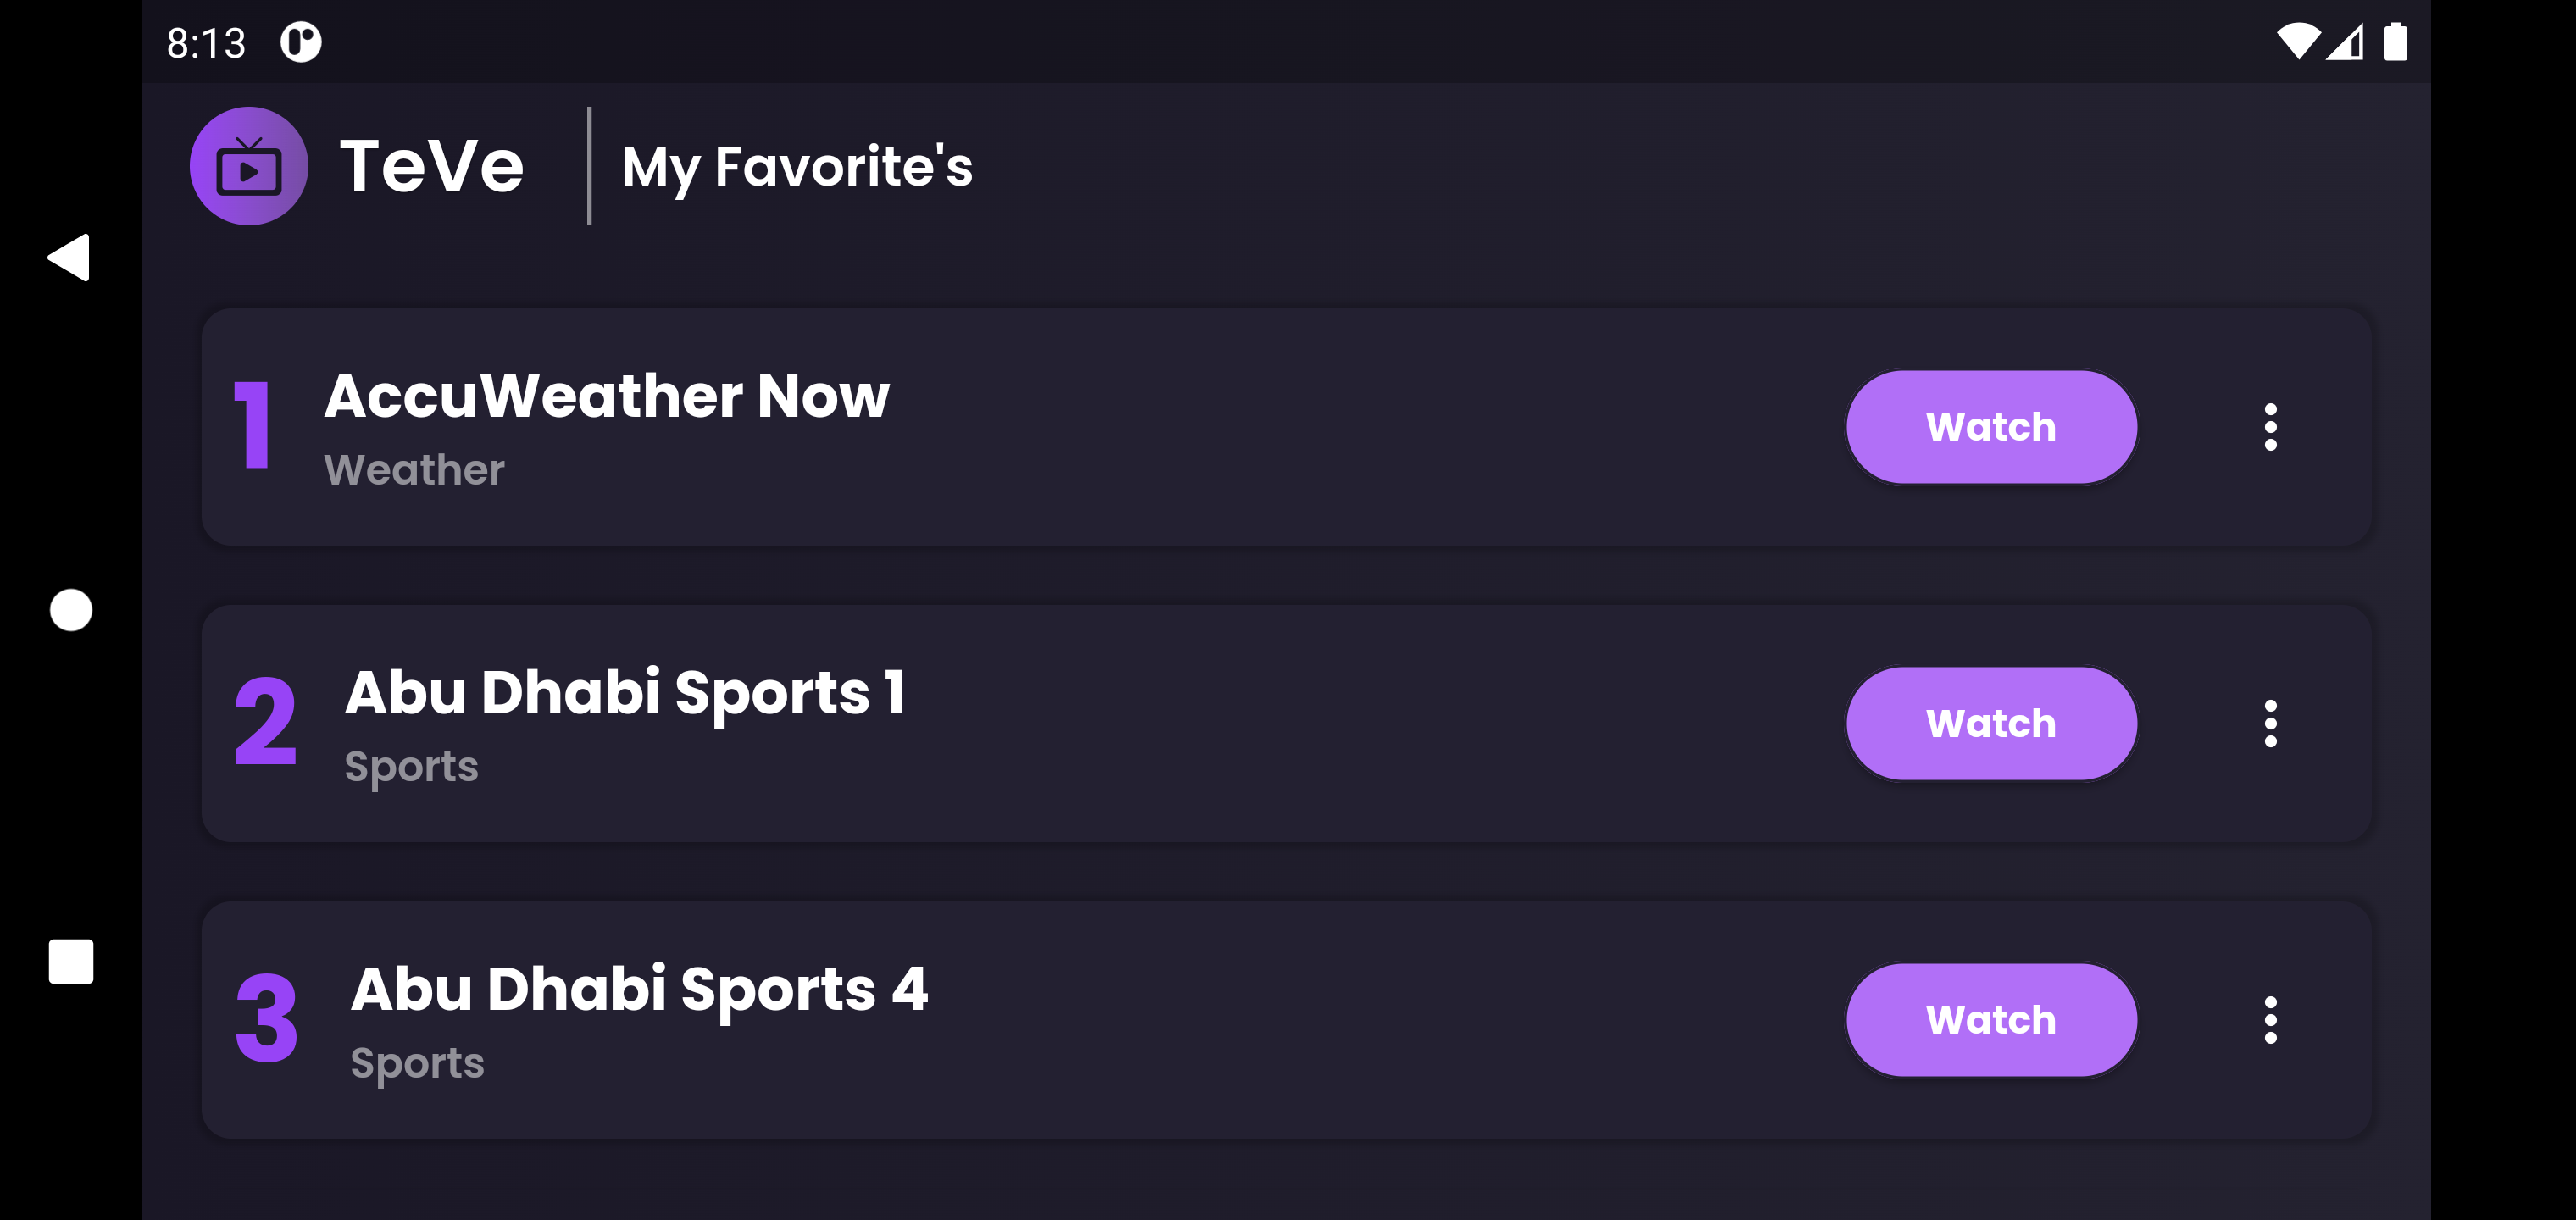 8:13
TeVe
My Favorite's
1
AccuWeather Now
Weather
Watch
2
Abu Dhabi Sports 1
Sports
Watch
3
Abu Dhabi Sports 4
Sports
Watch